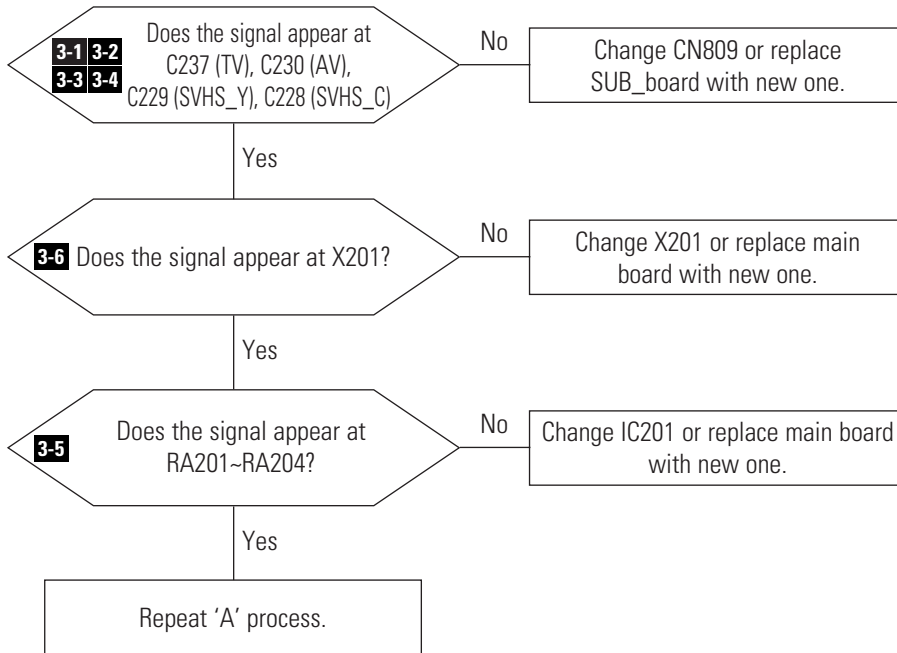 3-1 3-2
3-3 3-4
Does the signal appear at
C237 (TV), C230 (AV),
C229 (SVHS_Y), C228 (SVHS_C)
No
Change CN809 or replace
SUB_board with new one.
Yes
3-6 Does the signal appear at X201?
No
Change X201 or replace main
board with new one.
Yes
3-5
Does the signal appear at
RA201~RA204?
No
Change IC201 or replace main board
with new one.
Yes
Repeat ‘A’ process.